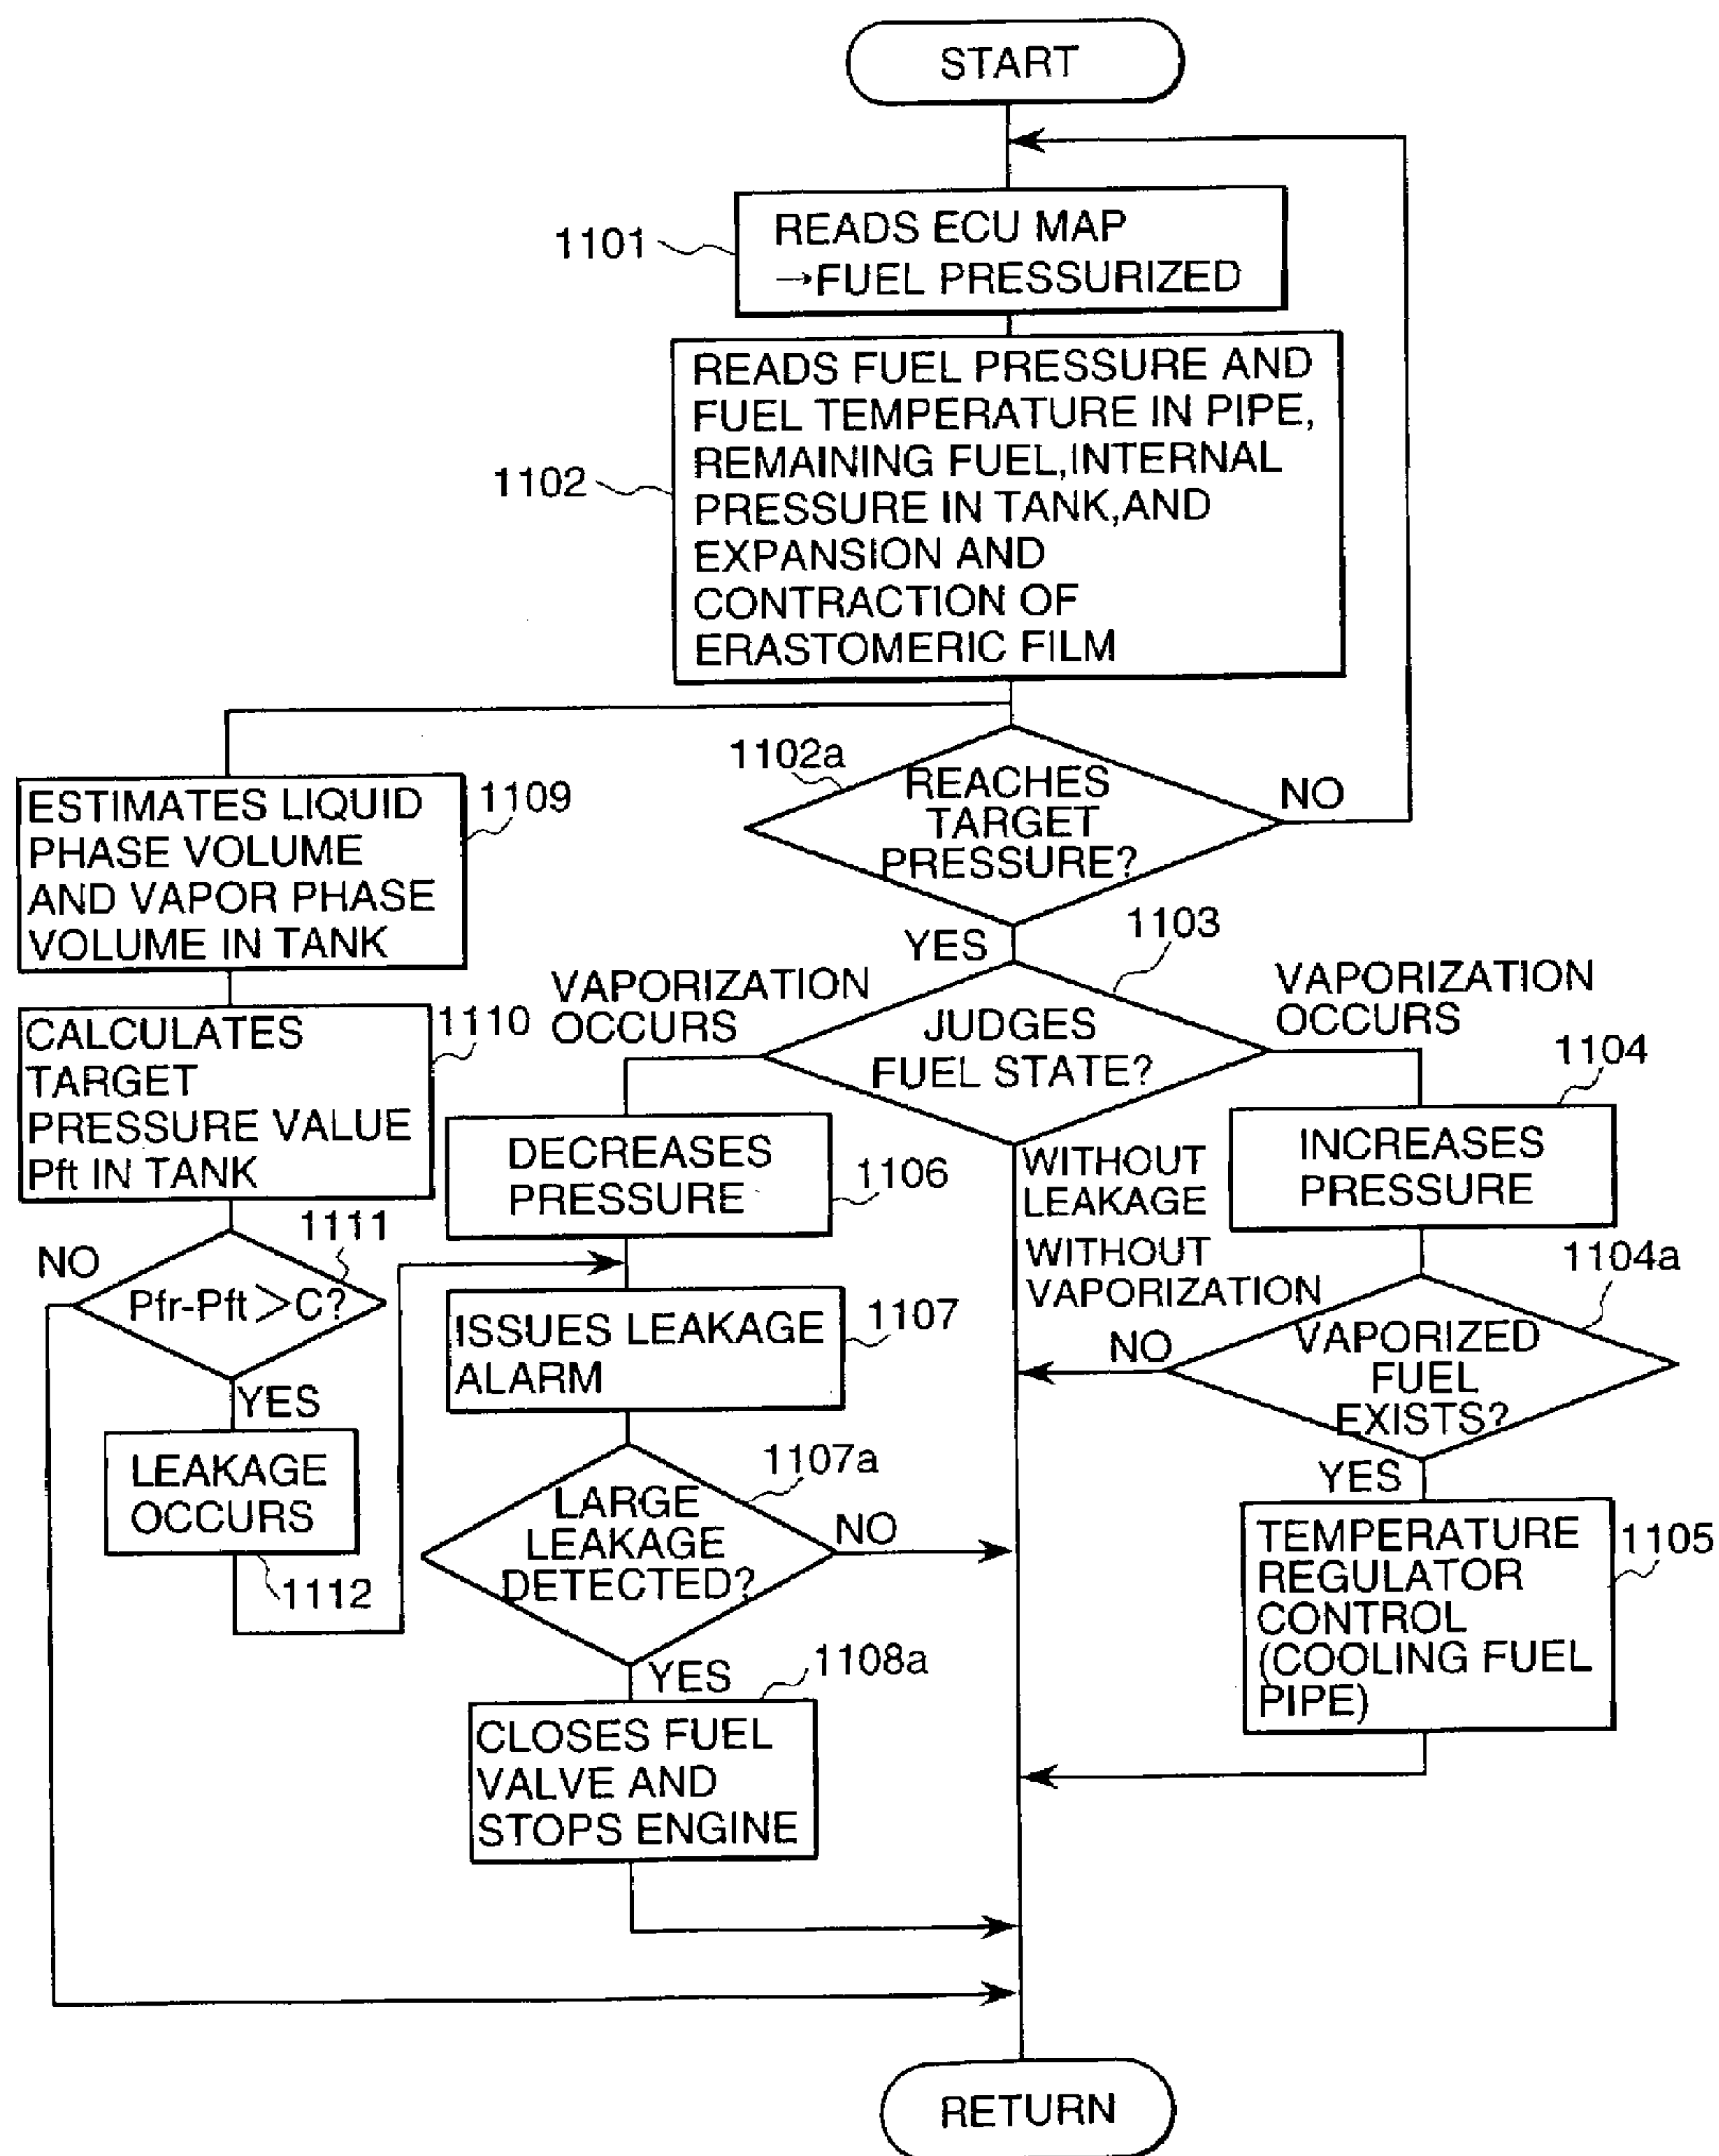 START
1101
READS ECU MAP
→FUEL PRESSURIZED
1102
READS FUEL PRESSURE AND
FUEL TEMPERATURE IN PIPE,
REMAINING FUEL,INTERNAL
PRESSURE IN TANK,AND
EXPANSION AND
CONTRACTION OF
ERASTOMERIC FILM
1102a
REACHES
TARGET
PRESSURE?
NO
YES
1109
ESTIMATES LIQUID
PHASE VOLUME
AND VAPOR PHASE
VOLUME IN TANK
1110
CALCULATES
TARGET
PRESSURE VALUE
Pft IN TANK
1111
NO
Pfr-Pft>C?
YES
LEAKAGE
OCCURS
1112
1103
JUDGES
FUEL STATE?
VAPORIZATION
OCCURS
DECREASES
PRESSURE
1106
ISSUES LEAKAGE
ALARM
1107
1107a
LARGE
LEAKAGE
DETECTED?
NO
YES
1108a
CLOSES FUEL
VALVE AND
STOPS ENGINE
WITHOUT
LEAKAGE
WITHOUT
VAPORIZATION
VAPORIZATION
OCCURS
1104
INCREASES
PRESSURE
1104a
VAPORIZED
FUEL
EXISTS?
NO
YES
1105
TEMPERATURE
REGULATOR
CONTROL
(COOLING FUEL
PIPE)
RETURN